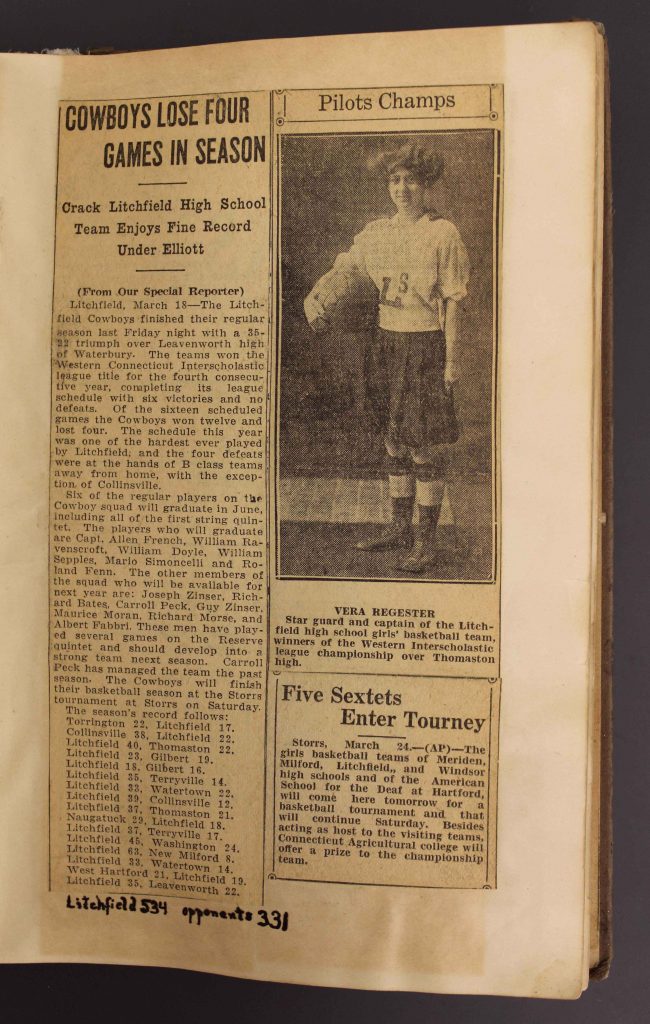 COWBOYS LOSE FOUR
GAMES IN SEASON
Crack Litchfield High School
Team Enjoys Fine Record
Under Elliott
(From Our Special Reporter)
Litchfield, March 18—The Litch-
field Cowboys finished their regular
season last Friday night with a 35-
22 triumph over Leavenworth high
of Waterbury. The teams won the
Western Connecticut Interscholastic
league title for the fourth consecu-
tive year, completing its league
schedule with six victories and no
defeats. Of the sixteen scheduled
games the Cowboys won twelve and
lost four. The schedule this year
was one of the hardest ever played
by Litchfield, and the four defeats
were at the hands of B class teams
away from home, with the excep-
tion of Collinsville.
Six of the regular players on the
Cowboy squad will graduate in June,
including all of the first string quin-
tet. The players who will graduate
are Capt. Allen French, William Ra-
venscroft, William Doyle, William
Sepples, Mario Simoncelli and Ro-
land Fenn. The other members of
the squad who will be available for
next year are: Joseph Zinser, Rich-
ard Bates, Carroll Peck, Guy Zinser,
Maurice Moran, Richard Morse, and
Albert Fabbri. These men have play-
ed several games on the Reserve
quintet and should develop into a
strong team neext season. Carroll
Peck has managed the team the past
season. The Cowboys will finish
their basketball season at the Storrs
tournament at Storrs on Saturday.
The season's record follows:
Torrington 22, Litchfield 17.
Collinsville 38, Litchfield 22.
Litchfield 40, Thomaston 22.
Litchfield 23, Gilbert 19.
Litchfield 18, Gilbert 16.
Litchfield 35, Terryville 14.
Litchfield 33, Watertown 22.
Litchfield 39, Collinsville 12.
Litchfield 37, Thomaston 21.
Naugatuck 29, Litchfield 18.
Litchfield 37, Terryville 17.
Litchfield 45, Washington 24.
Litchfield 63, New Milford 8.
Litchfield 33, Watertown 14.
West Hartford 21, Litchfield 19.
Litchfield 35, Leavenworth 22.
Litchfield 534 opponents 331
Pilots Champs
VERA REGESTER
Star guard and captain of the Litch-
field high school girls' basketball team,
winners of the Western Interscholastic
league championship over Thomaston
high.
Five Sextets
Enter Tourney
Storrs, March 24.—(AP)—The
girls basketball teams of Meriden,
Milford, Litchfield,, and Windsor
high schools and of the American
School for the Deaf at Hartford,
will come here tomorrow for a
basketball tournament and that
will continue Saturday. Besides
acting as host to the visiting teams,
Connecticut Agricultural college will
offer a prize to the championship
team.